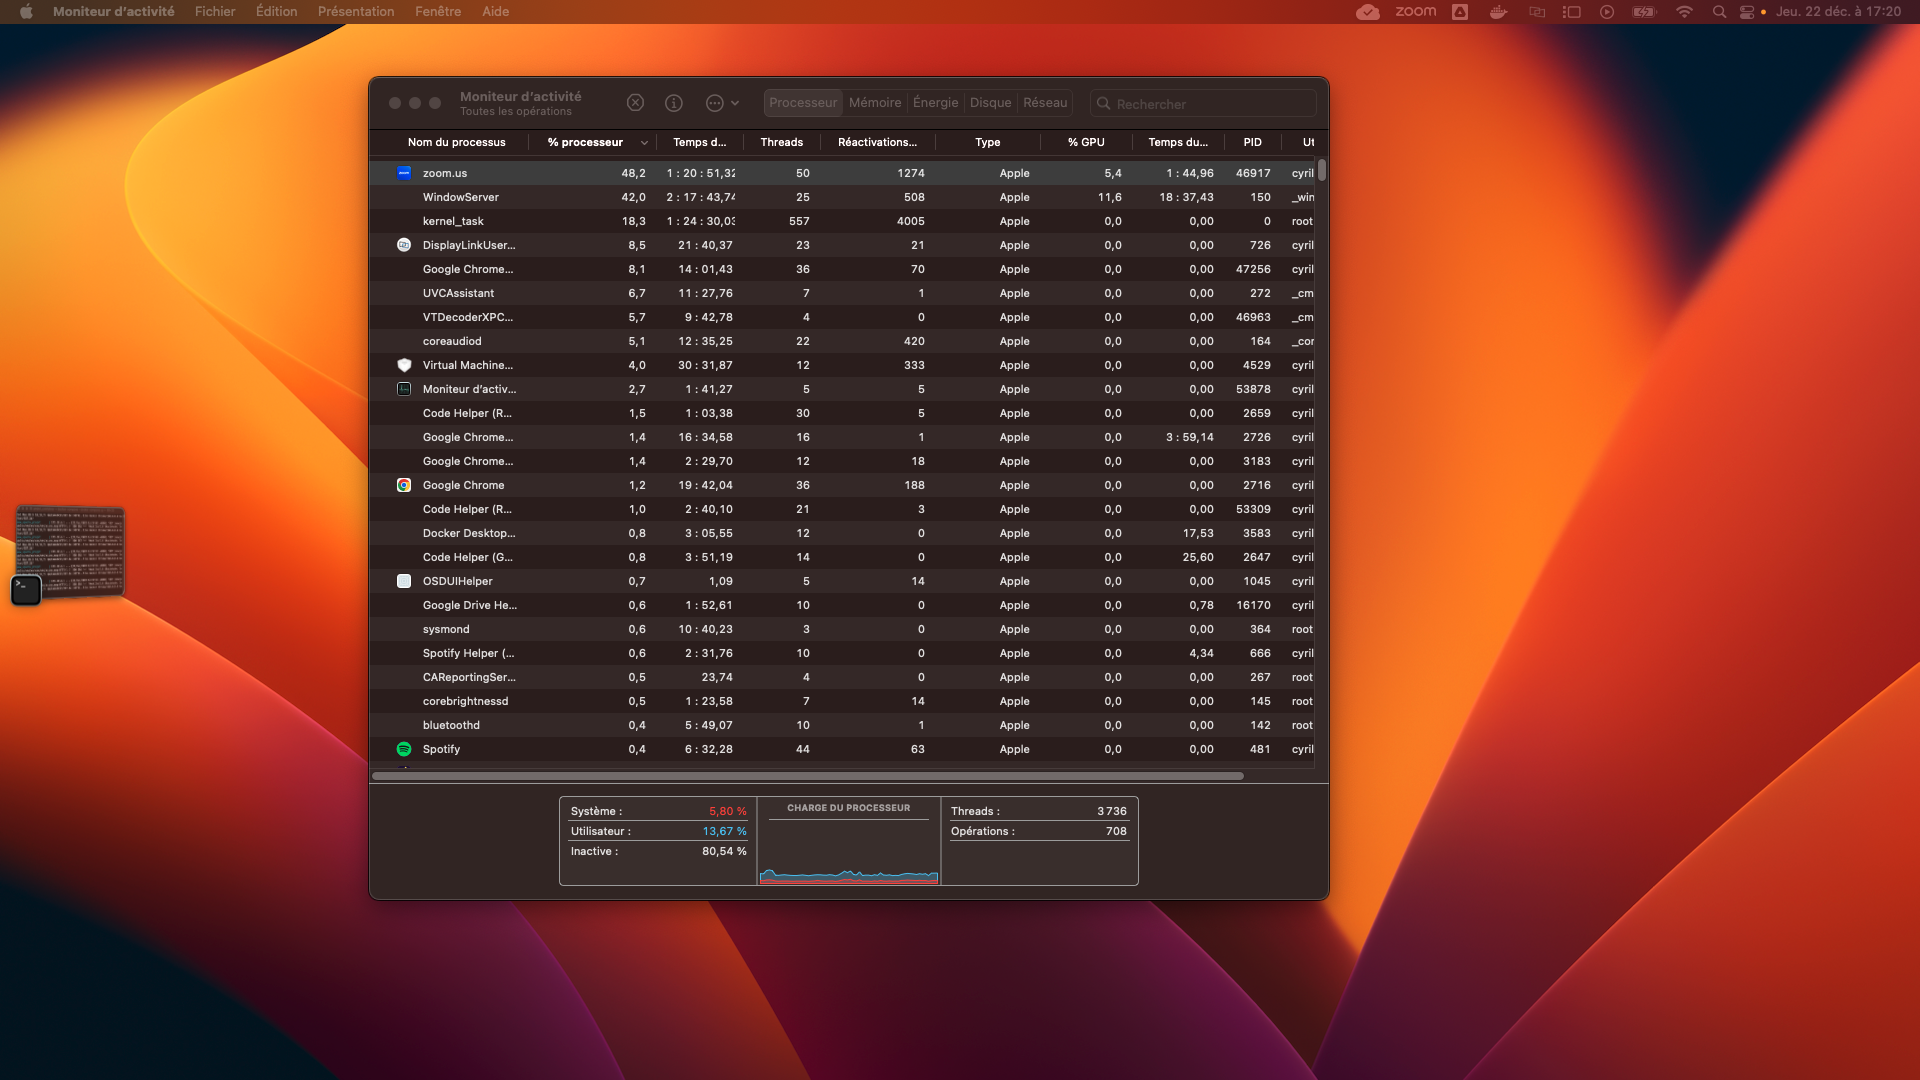 Moniteur d’activité Fichier Édition Présentation Fenêtre Aide zoom Jeu. 22 déc. à 17:20
Moniteur d’activité
Toutes les opérations
Processeur Mémoire Énergie Disque Réseau Rechercher
Nom du processus % processeur Temps d... Threads Réactivations... Type % GPU Temps du... PID Ut
zoom.us 48,2 1 : 20 : 51,32 50 1274 Apple 5,4 1 : 44,96 46917 cyril
WindowServer 42,0 2 : 17 : 43,74 25 508 Apple 11,6 18 : 37,43 150 _win
kernel_task 18,3 1 : 24 : 30,03 557 4005 Apple 0,0 0,00 0 root
DisplayLinkUser... 8,5 21 : 40,37 23 21 Apple 0,0 0,00 726 cyril
Google Chrome... 8,1 14 : 01,43 36 70 Apple 0,0 0,00 47256 cyril
UVCAssistant 6,7 11 : 27,76 7 1 Apple 0,0 0,00 272 _cm
VTDecoderXPC... 5,7 9 : 42,78 4 0 Apple 0,0 0,00 46963 _cm
coreaudiod 5,1 12 : 35,25 22 420 Apple 0,0 0,00 164 _cor
Virtual Machine... 4,0 30 : 31,87 12 333 Apple 0,0 0,00 4529 cyril
Moniteur d’activ... 2,7 1 : 41,27 5 5 Apple 0,0 0,00 53878 cyril
Code Helper (R... 1,5 1 : 03,38 30 5 Apple 0,0 0,00 2659 cyril
Google Chrome... 1,4 16 : 34,58 16 1 Apple 0,0 3 : 59,14 2726 cyril
Google Chrome... 1,4 2 : 29,70 12 18 Apple 0,0 0,00 3183 cyril
Google Chrome 1,2 19 : 42,04 36 188 Apple 0,0 0,00 2716 cyril
Code Helper (R... 1,0 2 : 40,10 21 3 Apple 0,0 0,00 53309 cyril
Docker Desktop... 0,8 3 : 05,55 12 0 Apple 0,0 17,53 3583 cyril
Code Helper (G... 0,8 3 : 51,19 14 0 Apple 0,0 25,60 2647 cyril
OSDUIHelper 0,7 1,09 5 14 Apple 0,0 0,00 1045 cyril
Google Drive He... 0,6 1 : 52,61 10 0 Apple 0,0 0,78 16170 cyril
sysmond 0,6 10 : 40,23 3 0 Apple 0,0 0,00 364 root
Spotify Helper (... 0,6 2 : 31,76 10 0 Apple 0,0 4,34 666 cyril
CAReportingSer... 0,5 23,74 4 0 Apple 0,0 0,00 267 root
corebrightnessd 0,5 1 : 23,58 7 14 Apple 0,0 0,00 145 root
bluetoothd 0,4 5 : 49,07 10 1 Apple 0,0 0,00 142 root
Spotify 0,4 6 : 32,28 44 63 Apple 0,0 0,00 481 cyril
Système : 5,80 % CHARGE DU PROCESSEUR Threads : 3 736
Utilisateur : 13,67 % Opérations : 708
Inactive : 80,54 %